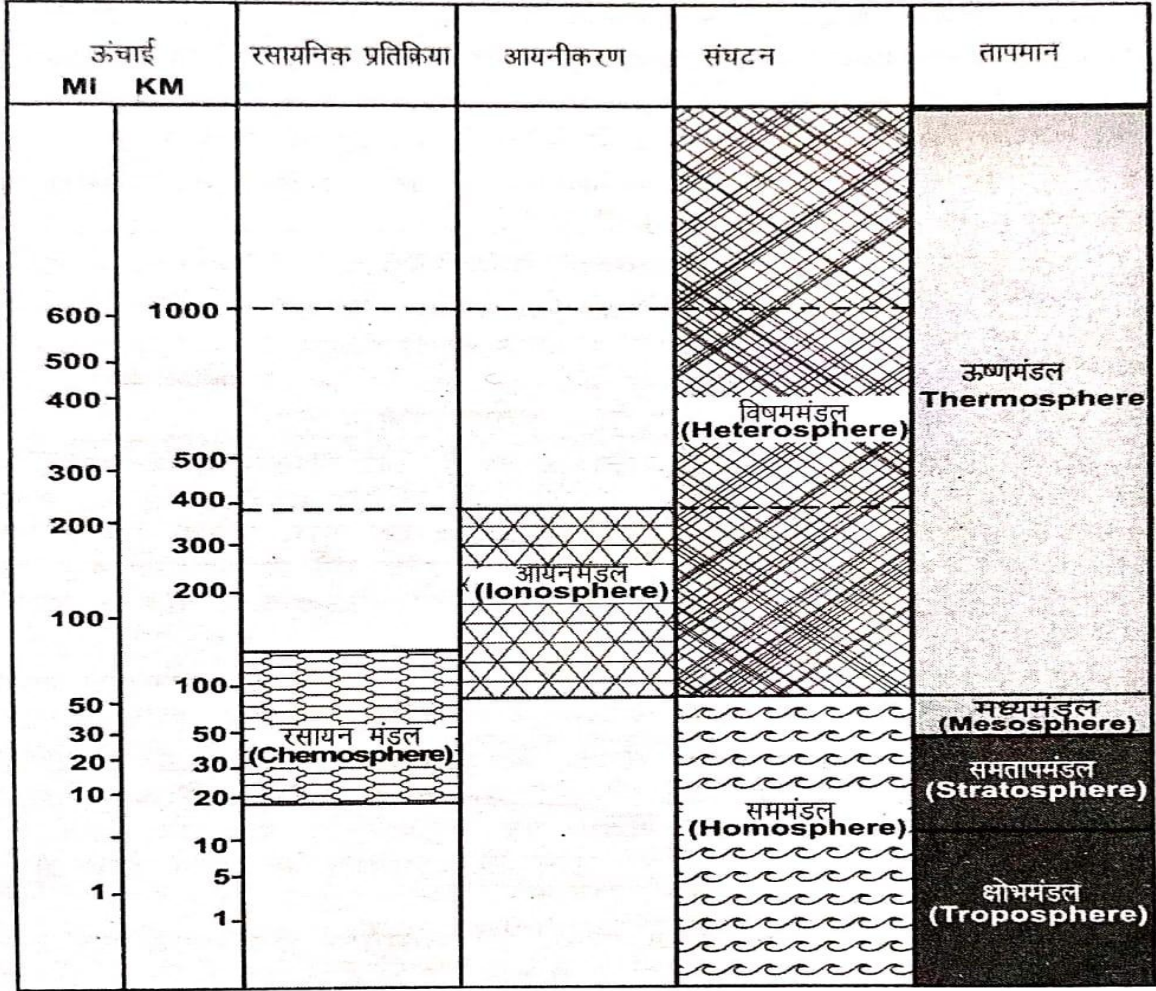 ऊंचाई
MI KM
रसायनिक प्रतिक्रिया
आयनीकरण
संघटन
तापमान
600
500
400
300
200
100
50
30
20
10
1
1000
500
400
300
200
100
50
30
20
10
5
1
रसायन मंडल
(Chemosphere)
आयनमंडल
(Ionosphere)
विषममंडल
(Heterosphere)
सममंडल
(Homosphere)
ऊष्णमंडल
Thermosphere
मध्यमंडल
(Mesosphere)
समतापमंडल
(Stratosphere)
क्षोभमंडल
(Troposphere)